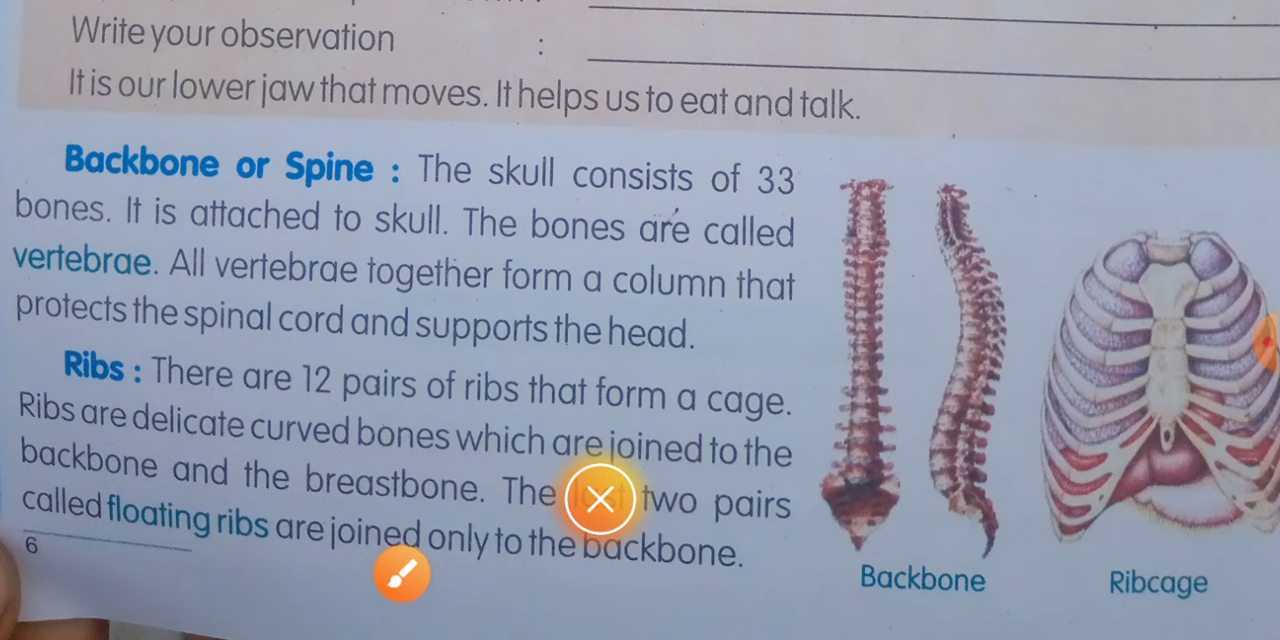 Write your observation :
It is our lower jaw that moves. It helps us to eat and talk.
Backbone or Spine : The skull consists of 33
bones. It is attached to skull. The bones are called
vertebrae. All vertebrae together form a column that
protects the spinal cord and supports the head.
Ribs : There are 12 pairs of ribs that form a cage.
Ribs are delicate curved bones which are joined to the
backbone and the breastbone. The two pairs
called floating ribs are joined only to the backbone.
6
Backbone
Ribcage